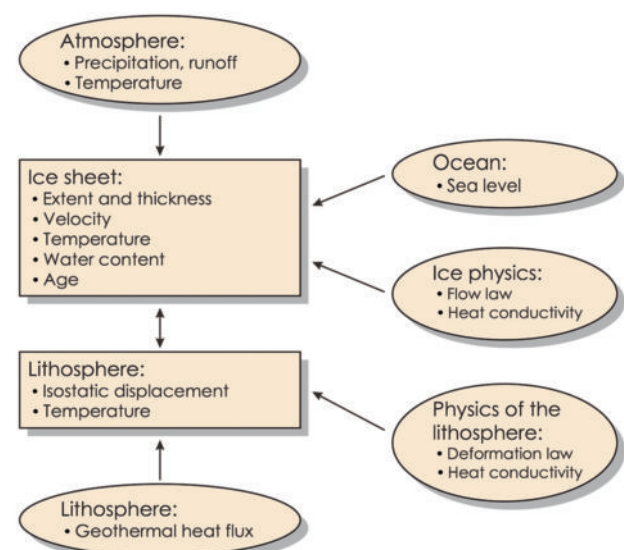 Atmosphere:
• Precipitation, runoff
• Temperature
Ice sheet:
• Extent and thickness
• Velocity
• Temperature
• Water content
• Age
Ocean:
• Sea level
Ice physics:
• Flow law
• Heat conductivity
Lithosphere:
• Isostatic displacement
• Temperature
Physics of the
lithosphere:
• Deformation law
• Heat conductivity
Lithosphere:
• Geothermal heat flux